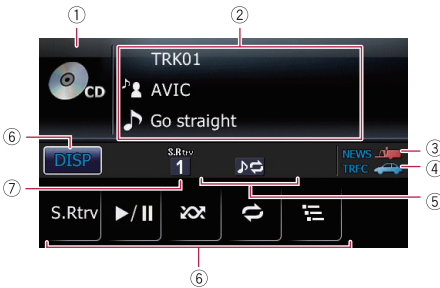 ① ②
TRK01
CD
AVIC
Go straight
⑥ DISP S.Rtrv 1 NEWS ③
TRFC ④
⑦ ⑤
S.Rtrv ▶/II
⑥